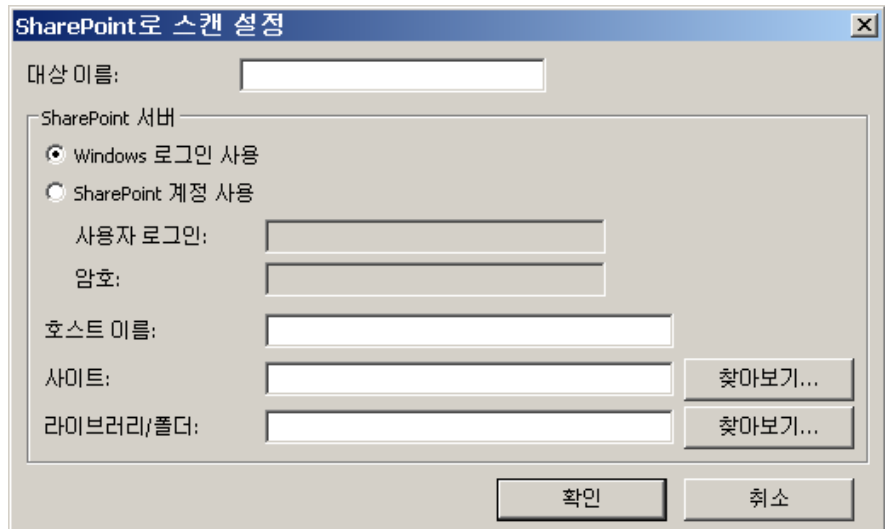 SharePoint로 스캔 설정
대상 이름:
SharePoint 서버
Windows 로그인 사용
SharePoint 계정 사용
사용자 로그인:
암호:
호스트 이름:
사이트: 찾아보기...
라이브러리/폴더: 찾아보기...
확인 취소